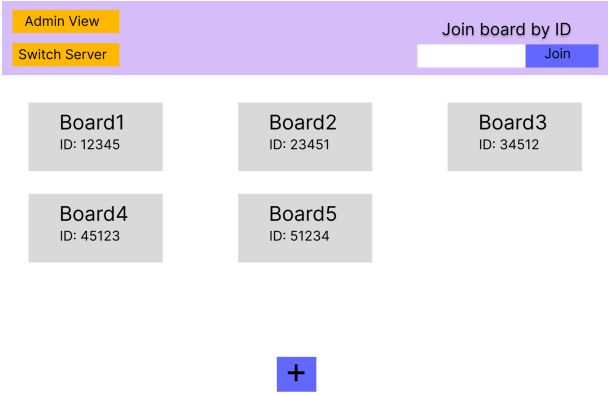 Admin View
Switch Server
Join board by ID
Join
Board1
ID: 12345
Board2
ID: 23451
Board3
ID: 34512
Board4
ID: 45123
Board5
ID: 51234
+